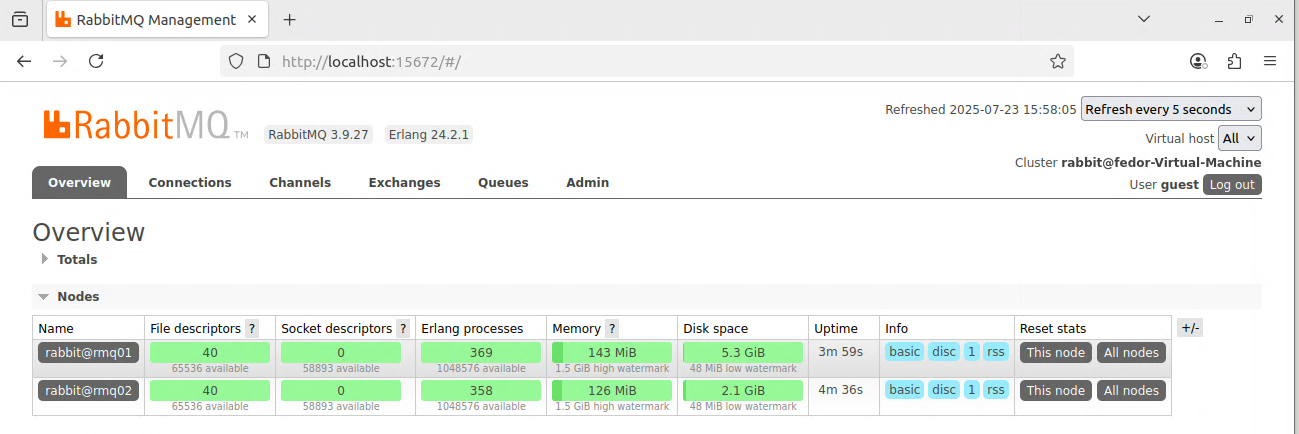 RabbitMQ Management
http://localhost:15672/#/
RabbitMQ TM RabbitMQ 3.9.27 Erlang 24.2.1
Refreshed 2025-07-23 15:58:05 Refresh every 5 seconds
Virtual host All
Cluster rabbit@fedor-Virtual-Machine
User guest Log out
Overview Connections Channels Exchanges Queues Admin
Overview
Totals
Nodes
Name File descriptors ? Socket descriptors ? Erlang processes Memory ? Disk space Uptime Info Reset stats +/-
rabbit@rmq01 40 0 369 143 MiB 5.3 GiB 3m 59s basic disc 1 rss This node All nodes
65536 available 58893 available 1048576 available 1.5 GiB high watermark 48 MiB low watermark
rabbit@rmq02 40 0 358 126 MiB 2.1 GiB 4m 36s basic disc 1 rss This node All nodes
65536 available 58893 available 1048576 available 1.5 GiB high watermark 48 MiB low watermark